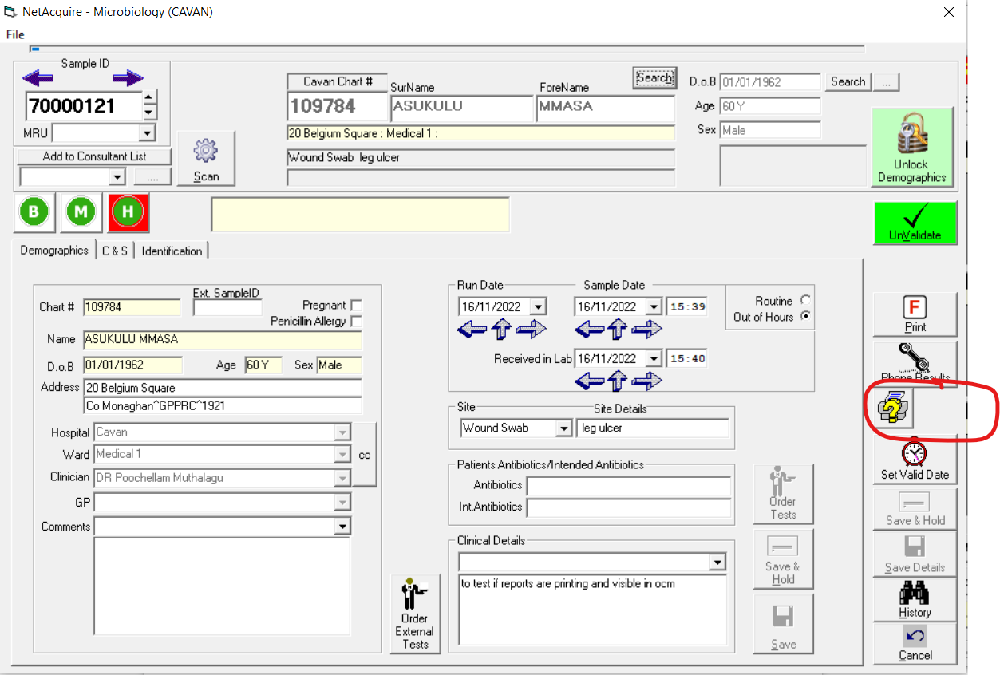 NetAcquire - Microbiology (CAVAN)
File
Sample ID
70000121
MRU
Add to Consultant List
....
Scan
Cavan Chart #
SurName
ForeName
Search
109784
ASUKULU
MMASA
20 Belgium Square : Medical 1 :
Wound Swab leg ulcer
D.o.B
01/01/1962
Search
...
Age
60 Y
Sex
Male
Unlock
Demographics
B
M
H
UnValidate
Demographics
C & S
Identification
Chart #
109784
Ext. SampleID
Pregnant
Penicillin Allergy
Name
ASUKULU MMASA
D.o.B
01/01/1962
Age
60 Y
Sex
Male
Address
20 Belgium Square
Co Monaghan^GPPRC^1921
Hospital
Cavan
Ward
Medical 1
cc
Clinician
DR Poochellam Muthalagu
GP
Comments
Order
External
Tests
Run Date
Sample Date
16/11/2022
16/11/2022
15:39
Routine
Out of Hours
Received in Lab
16/11/2022
15:40
Site
Site Details
Wound Swab
leg ulcer
Patients Antibiotics/Intended Antibiotics
Antibiotics
Int.Antibiotics
Order
Tests
Clinical Details
to test if reports are printing and visible in ocm
Save &
Hold
Save
F
Print
Phone Results
?
Set Valid Date
Save & Hold
Save Details
History
Cancel